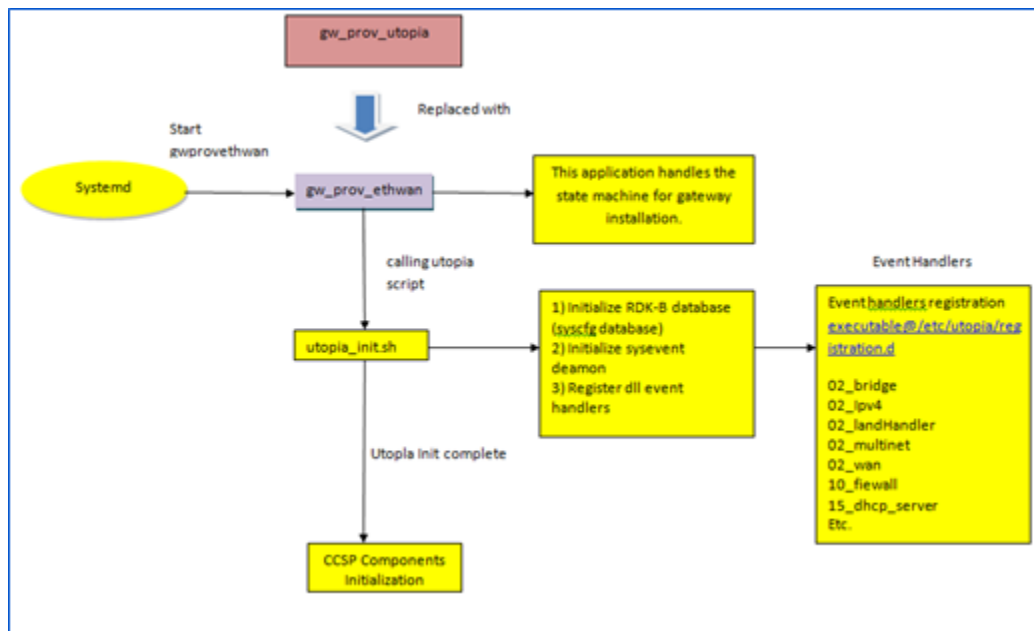 gw_prov_utopia
Replaced with
Start
gwprovethwan
Systemd
gw_prov_ethwan
This application handles the
state machine for gateway
installation.
calling utopia
script
Event Handlers
utopia_init.sh
1) Initialize RDK-B database
(syscfg database)
2) Initialize sysevent
deamon
3) Register dll event
handlers
Event handlers registration
executable@/etc/utopia/reg
istration.d
02_bridge
02_Ipv4
02_landHandler
02_multinet
02_wan
10_fiewall
15_dhcp_server
Etc.
Utopla Init complete
CCSP Components
Initialization